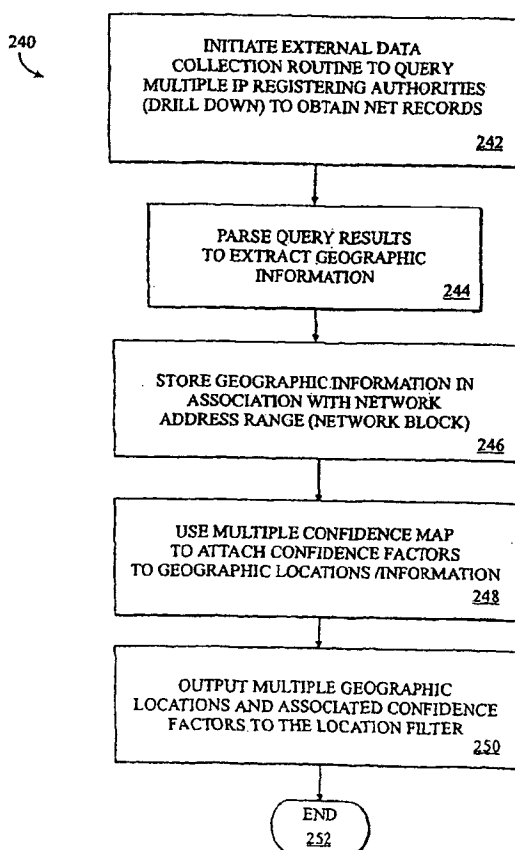 240
INITIATE EXTERNAL DATA
COLLECTION ROUTINE TO QUERY
MULTIPLE IP REGISTERING AUTHORITIES
(DRILL DOWN) TO OBTAIN NET RECORDS
242
PARSE QUERY RESULTS
TO EXTRACT GEOGRAPHIC
INFORMATION
244
STORE GEOGRAPHIC INFORMATION IN
ASSOCIATION WITH NETWORK
ADDRESS RANGE (NETWORK BLOCK)
246
USE MULTIPLE CONFIDENCE MAP
TO ATTACH CONFIDENCE FACTORS
TO GEOGRAPHIC LOCATIONS /INFORMATION
248
OUTPUT MULTIPLE GEOGRAPHIC
LOCATIONS AND ASSOCIATED CONFIDENCE
FACTORS TO THE LOCATION FILTER
250
END
252